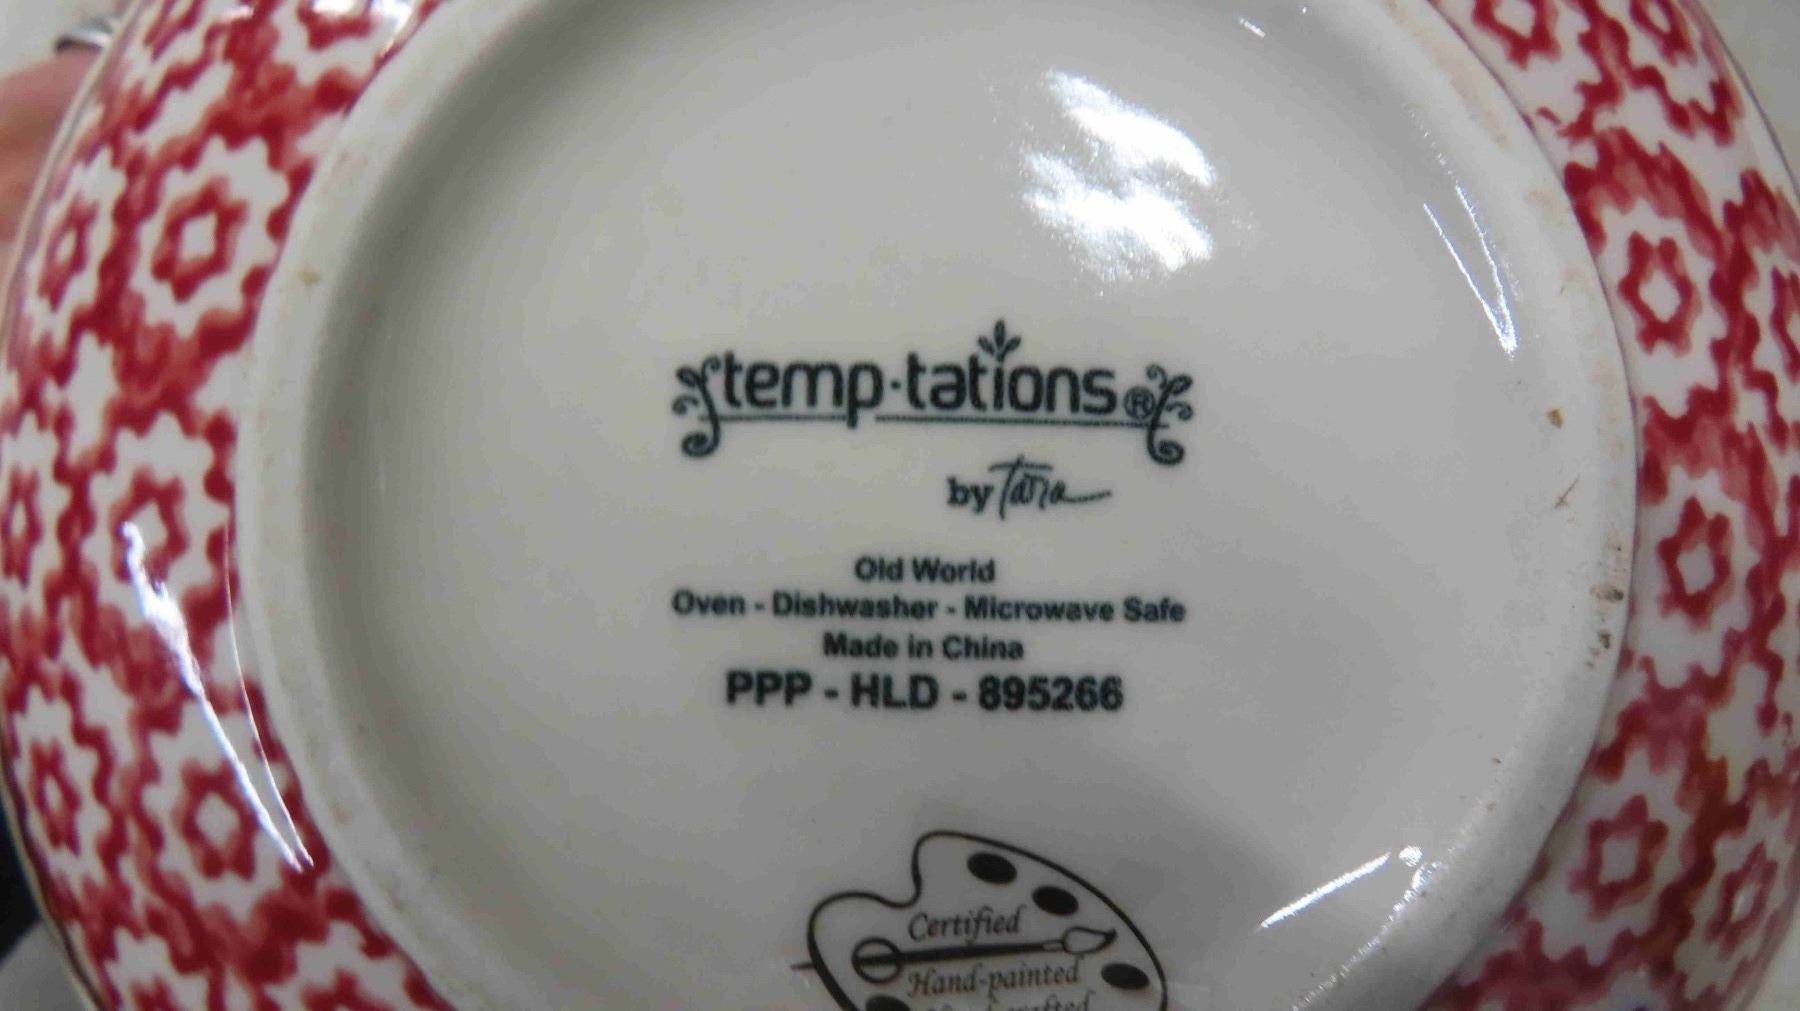 temp·tations®
by Tara
Old World
Oven - Dishwasher - Microwave Safe
Made in China
PPP - HLD - 895266
Certified
Hand-painted